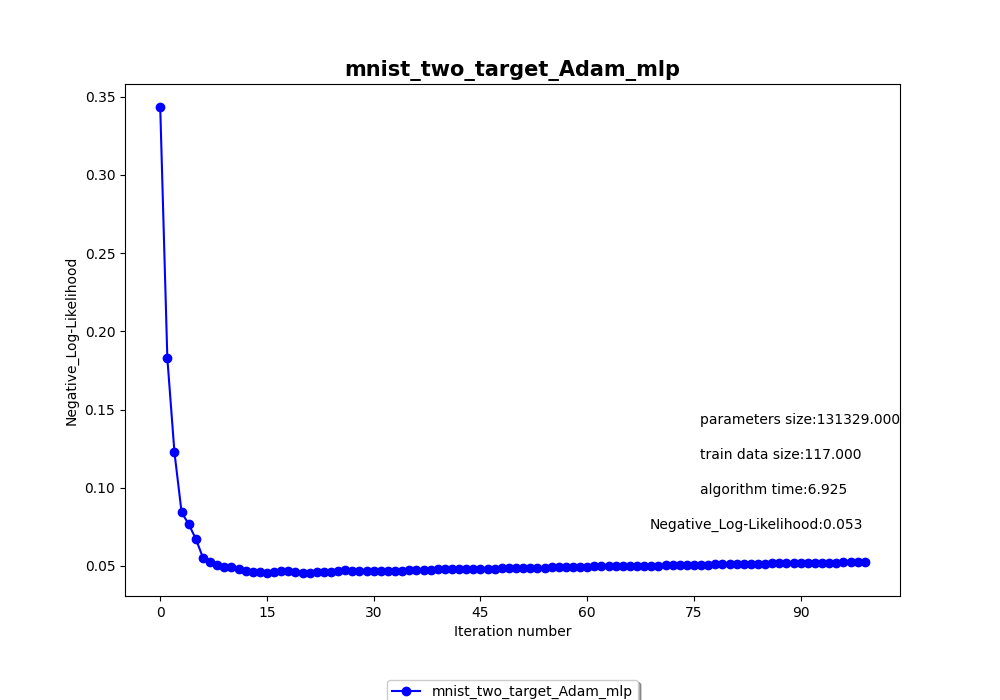 mnist_two_target_Adam_mlp
0.35
0.30
0.25
0.20
0.15
0.10
0.05
Negative_Log-Likelihood
parameters size:131329.000
train data size:117.000
algorithm time:6.925
Negative_Log-Likelihood:0.053
0 15 30 45 60 75 90
Iteration number
mnist_two_target_Adam_mlp